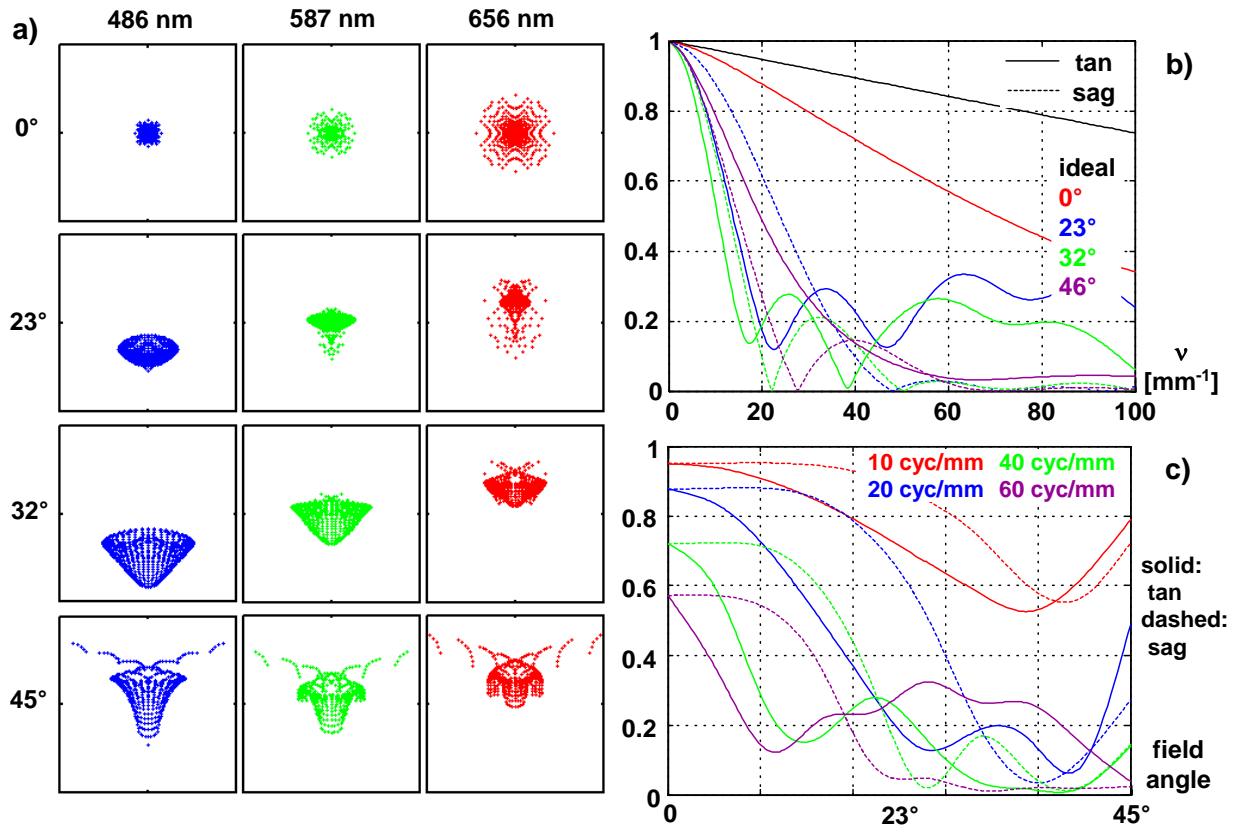 a)
486 nm 587 nm 656 nm
0°
23°
32°
45°
b)
1
0.8
0.6
0.4
0.2
0
0 20 40 60 80 100
tan
sag
ideal
0°
23°
32°
46°
ν
[mm-1]
c)
1
0.8
0.6
0.4
0.2
0
0 23° 45°
10 cyc/mm 40 cyc/mm
20 cyc/mm 60 cyc/mm
solid:
tan
dashed:
sag
field
angle